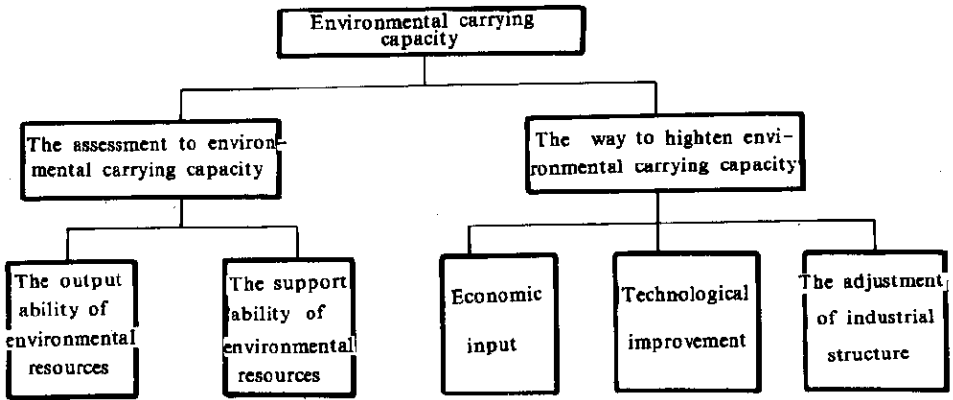 Environmental carrying
capacity
The assessment to environ-
mental carrying capacity
The way to highten envi-
ronmental carrying capacity
The output
ability of
environmental
resources
The support
ability of
environmental
resources
Economic
input
Technological
improvement
The adjustment
of industrial
structure